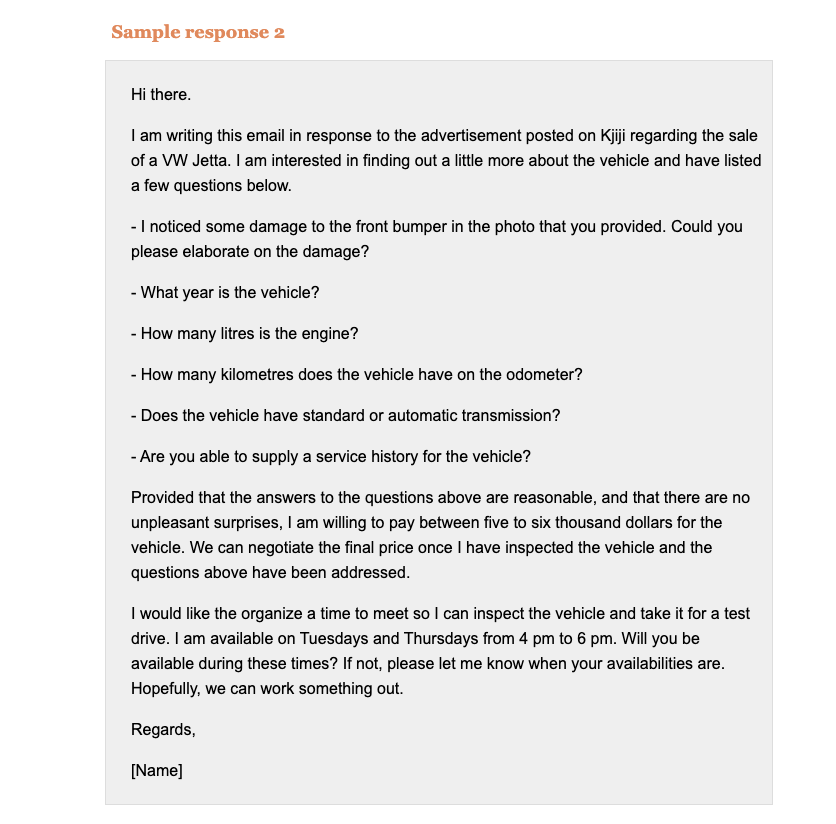 Sample response 2
Hi there.
I am writing this email in response to the advertisement posted on Kjiji regarding the sale
of a VW Jetta. I am interested in finding out a little more about the vehicle and have listed
a few questions below.
- I noticed some damage to the front bumper in the photo that you provided. Could you
please elaborate on the damage?
- What year is the vehicle?
- How many litres is the engine?
- How many kilometres does the vehicle have on the odometer?
- Does the vehicle have standard or automatic transmission?
- Are you able to supply a service history for the vehicle?
Provided that the answers to the questions above are reasonable, and that there are no
unpleasant surprises, I am willing to pay between five to six thousand dollars for the
vehicle. We can negotiate the final price once I have inspected the vehicle and the
questions above have been addressed.
I would like the organize a time to meet so I can inspect the vehicle and take it for a test
drive. I am available on Tuesdays and Thursdays from 4 pm to 6 pm. Will you be
available during these times? If not, please let me know when your availabilities are.
Hopefully, we can work something out.
Regards,
[Name]